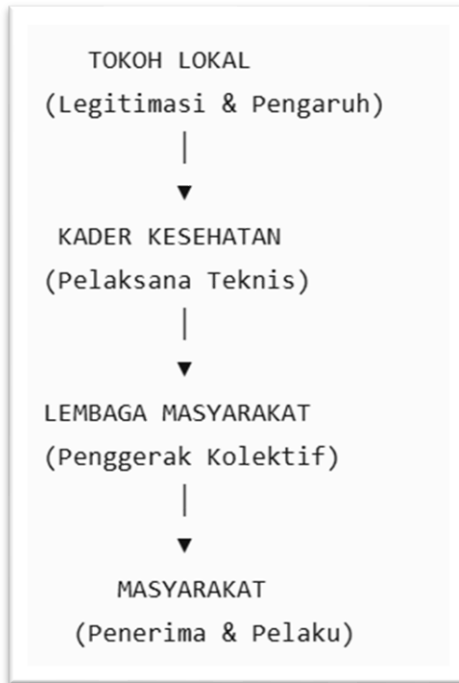 TOKOH LOKAL
(Legitimasi & Pengaruh)
KADER KESEHATAN
(Pelaksana Teknis)
LEMBAGA MASYARAKAT
(Penggerak Kolektif)
MASYARAKAT
(Penerima & Pelaku)